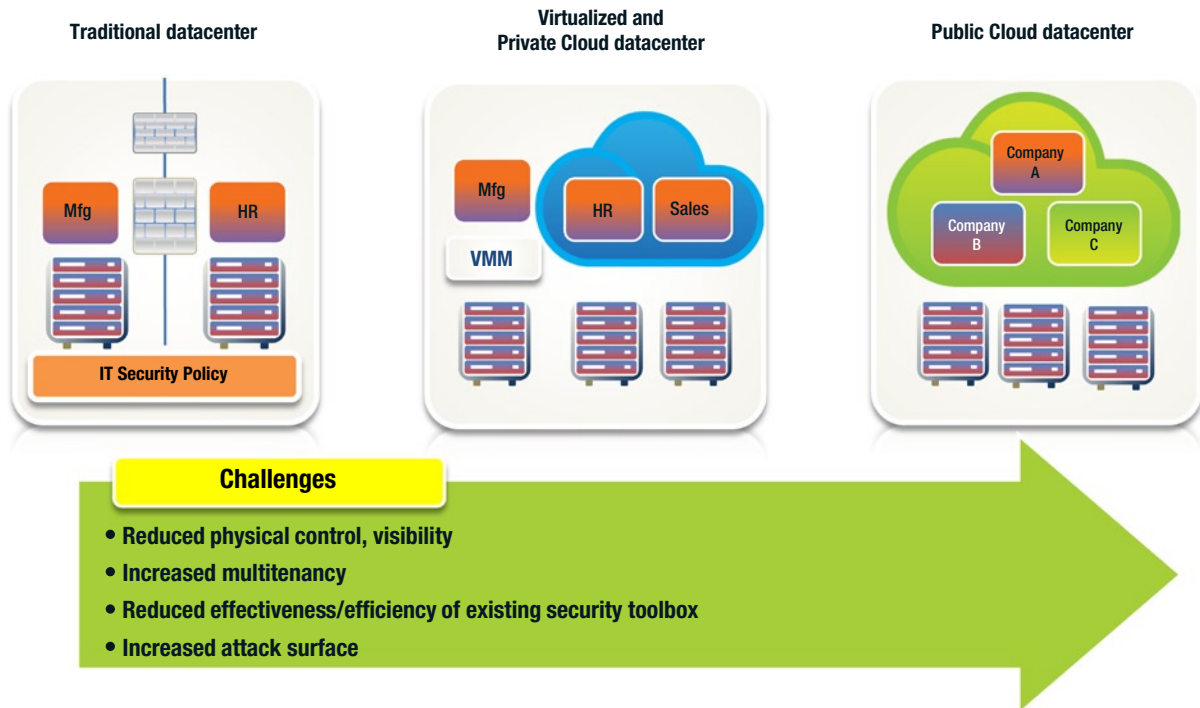 Traditional datacenter
Virtualized and
Private Cloud datacenter
Public Cloud datacenter
Mfg
HR
IT Security Policy
Mfg
VMM
HR
Sales
Company
A
Company
B
Company
C
Challenges
• Reduced physical control, visibility
• Increased multitenancy
• Reduced effectiveness/efficiency of existing security toolbox
• Increased attack surface